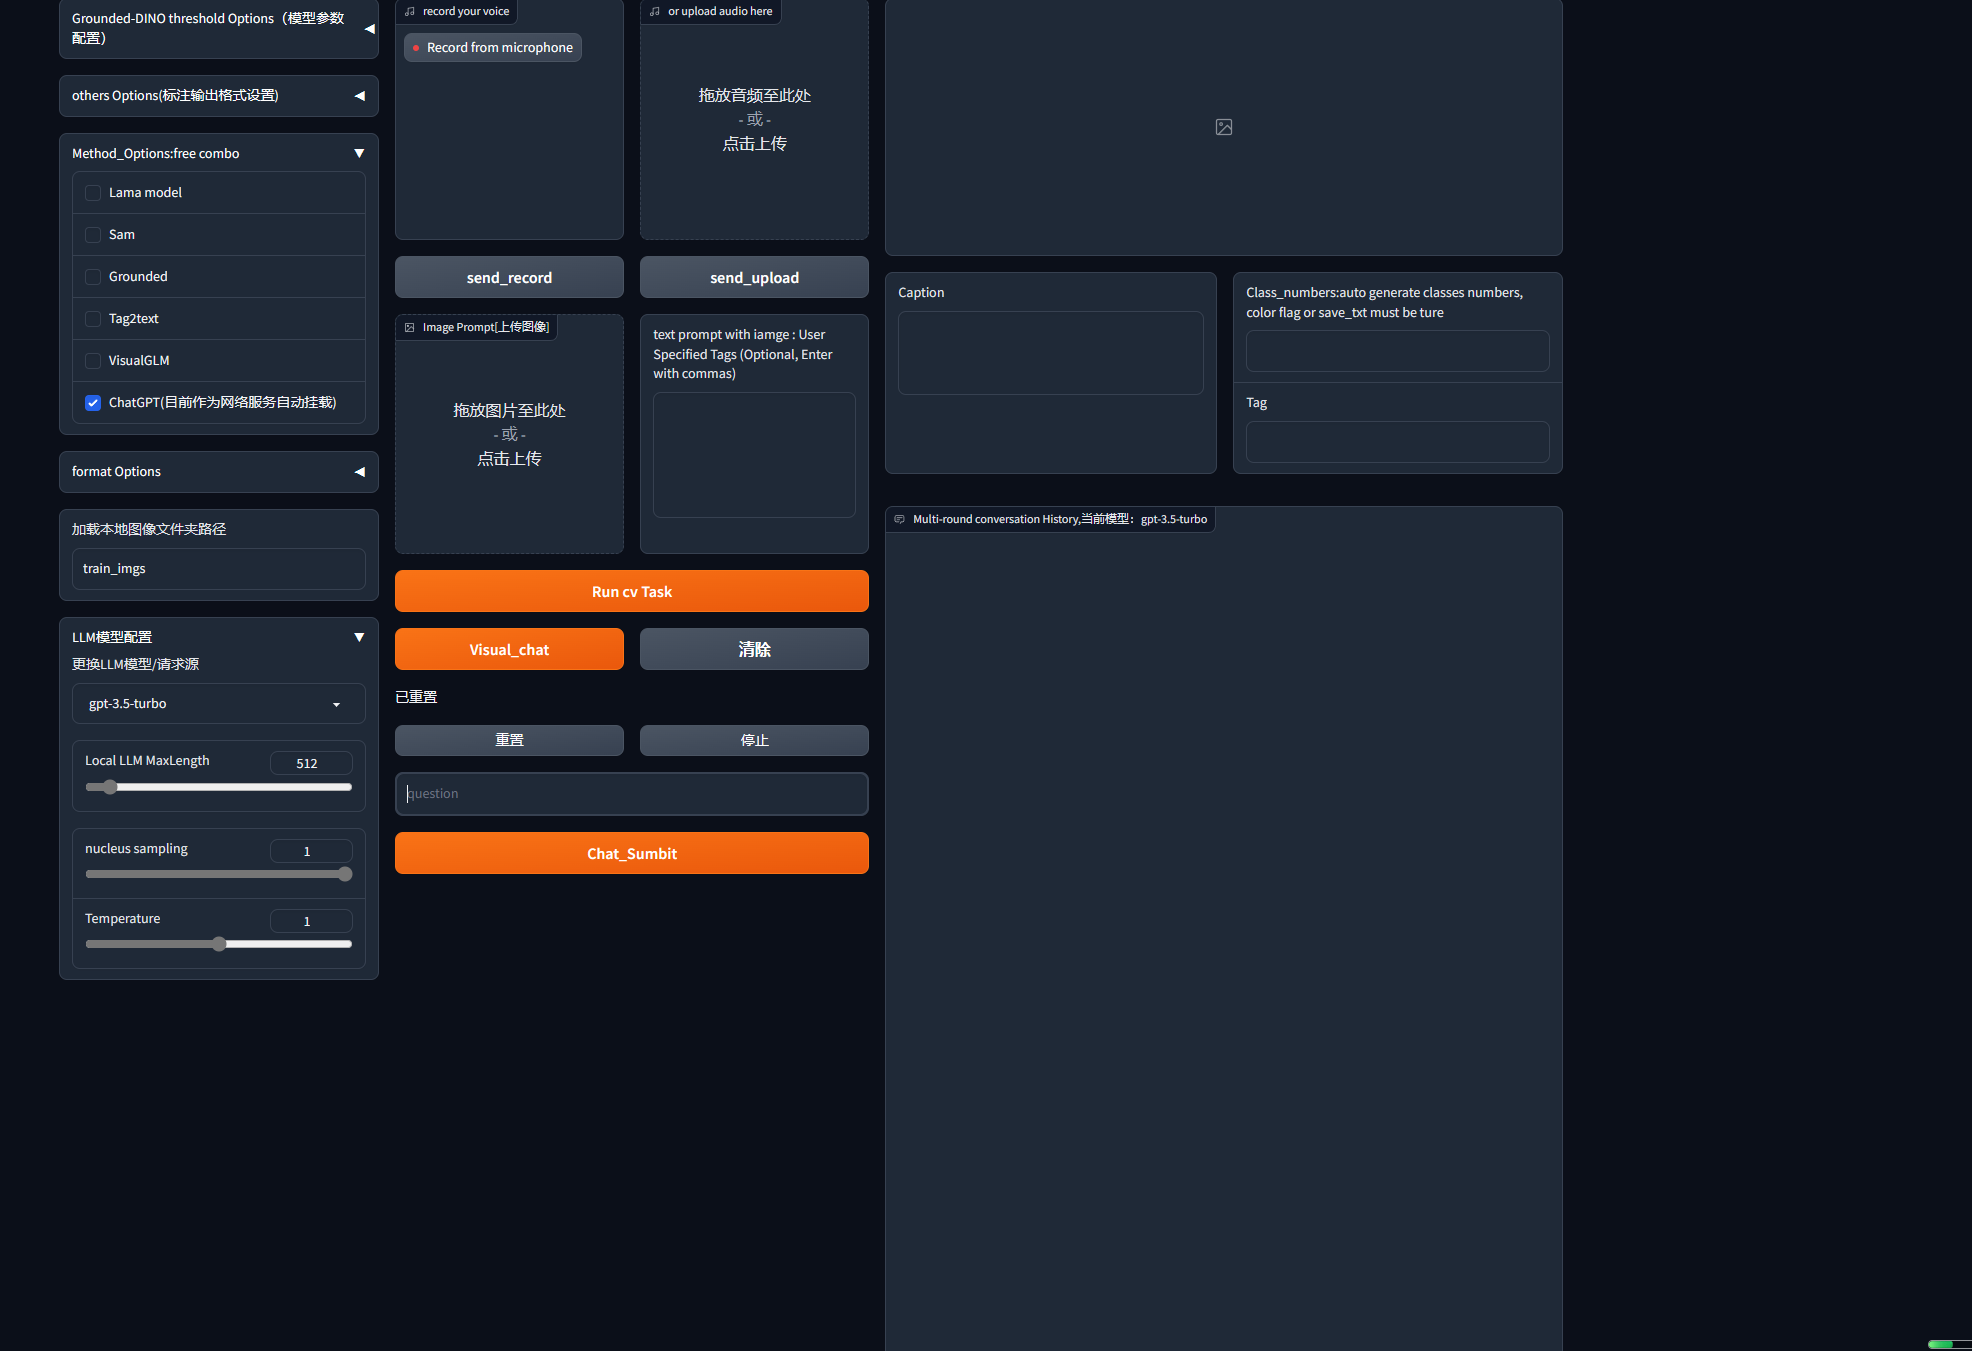 Grounded-DINO threshold Options（模型参数
配置）
others Options(标注输出格式设置)
Method_Options:free combo
Lama model
Sam
Grounded
Tag2text
VisualGLM
ChatGPT(目前作为网络服务自动挂载)
format Options
加载本地图像文件夹路径
train_imgs
LLM模型配置
更换LLM模型/请求源
gpt-3.5-turbo
Local LLM MaxLength
512
nucleus sampling
1
Temperature
1
record your voice
Record from microphone
or upload audio here
拖放音频至此处
- 或 -
点击上传
send_record
send_upload
Image Prompt[上传图像]
拖放图片至此处
- 或 -
点击上传
text prompt with iamge : User
Specified Tags (Optional, Enter
with commas)
Run cv Task
Visual_chat
清除
已重置
重置
停止
question
Chat_Sumbit
Caption
Class_numbers:auto generate classes numbers,
color flag or save_txt must be ture
Tag
Multi-round conversation History,当前模型：gpt-3.5-turbo